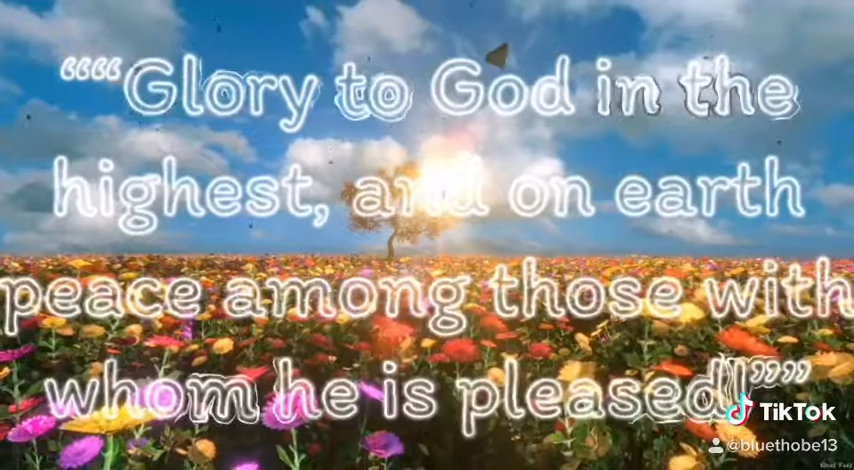 ““Glory to God in the
highest, and on earth
peace among those with
whom he is pleased!””
TikTok
@bluethobe13